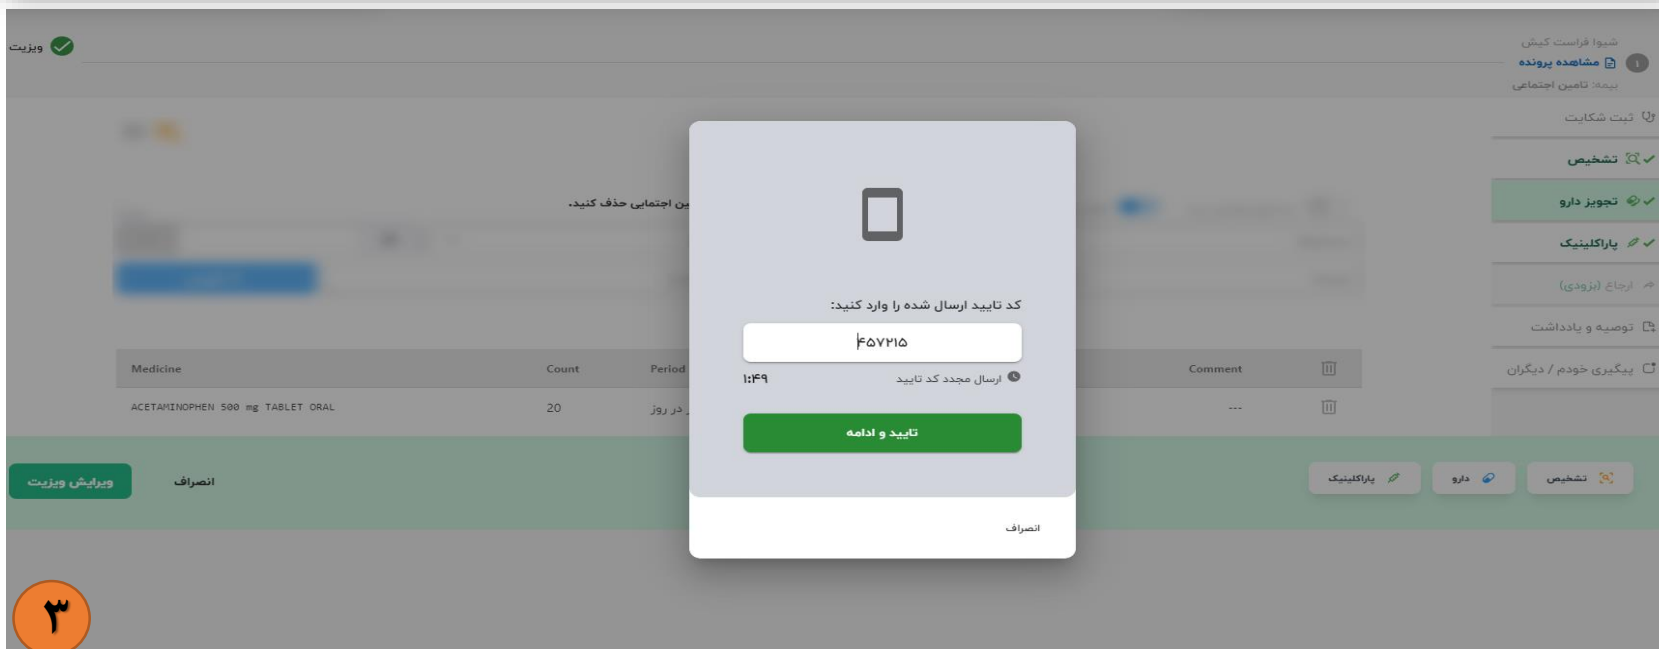 ویزیت
شیوا فراست کیش
۱
مشاهده پرونده
بیمه: تامین اجتماعی
ثبت شکایت
تشخیص
تجویز دارو
پاراکلینیک
ارجاع (بزودی)
توصیه و یادداشت
پیگیری خودم / دیگران
ین اجتمایی حذف کنید.
کد تایید ارسال شده را وارد کنید:
۴۵۷۲۱۵
ارسال مجدد کد تایید ۱:۴۹
تایید و ادامه
انصراف
Medicine Count Period Comment
ACETAMINOPHEN 500 mg TABLET ORAL 20 در روز ---
تشخیص دارو پاراکلینیک
انصراف ویرایش ویزیت
۳